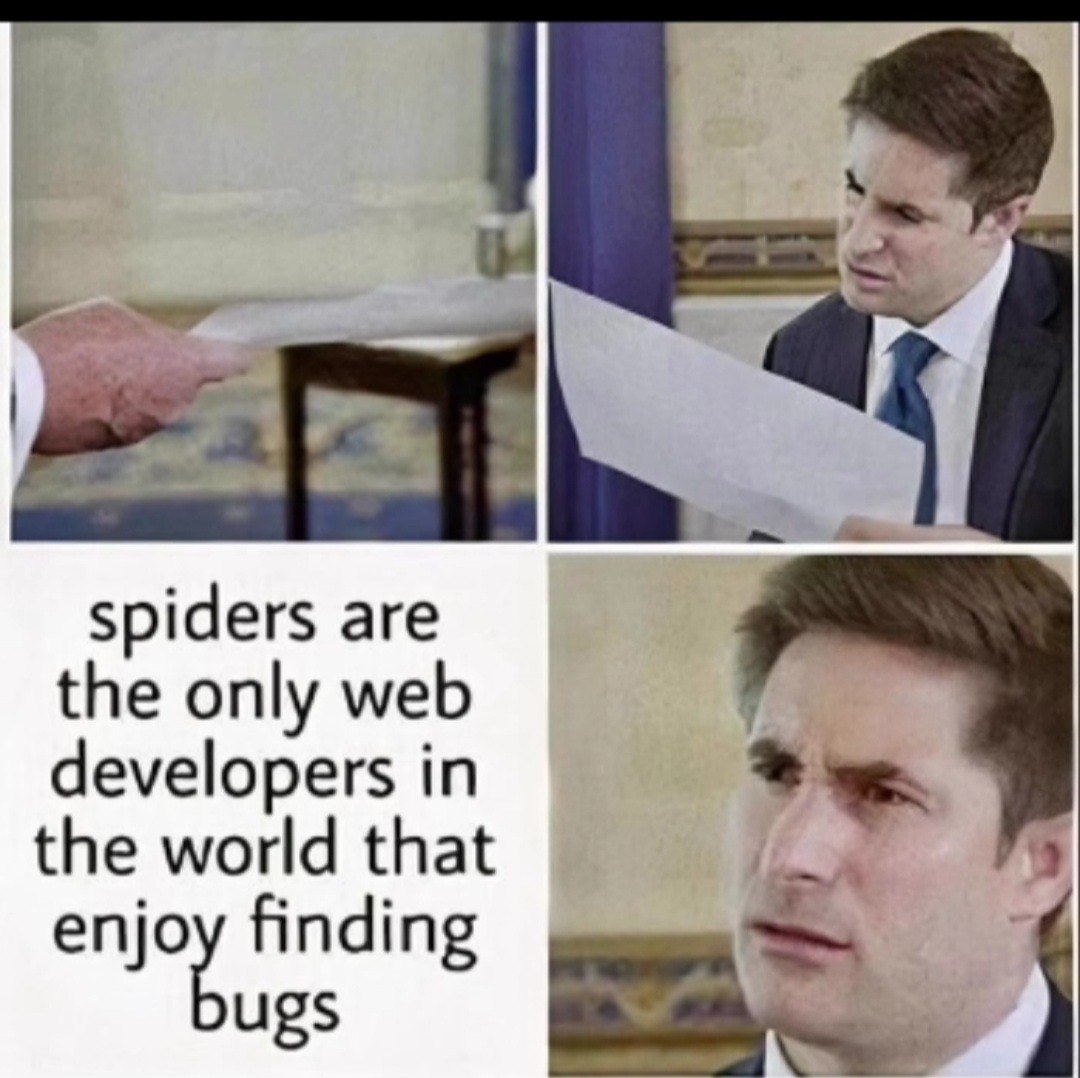 spiders are
the only web
developers in
the world that
enjoy finding
bugs